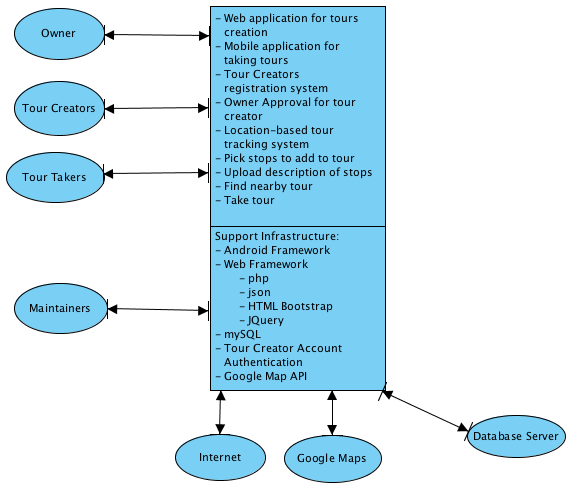 Owner
Tour Creators
Tour Takers
Maintainers
- Web application for tours
creation
- Mobile application for
taking tours
- Tour Creators
registration system
- Owner Approval for tour
creator
- Location-based tour
tracking system
- Pick stops to add to tour
- Upload description of stops
- Find nearby tour
- Take tour
Support Infrastructure:
- Android Framework
- Web Framework
- php
- json
- HTML Bootstrap
- JQuery
- mySQL
- Tour Creator Account
Authentication
- Google Map API
Internet
Google Maps
Database Server